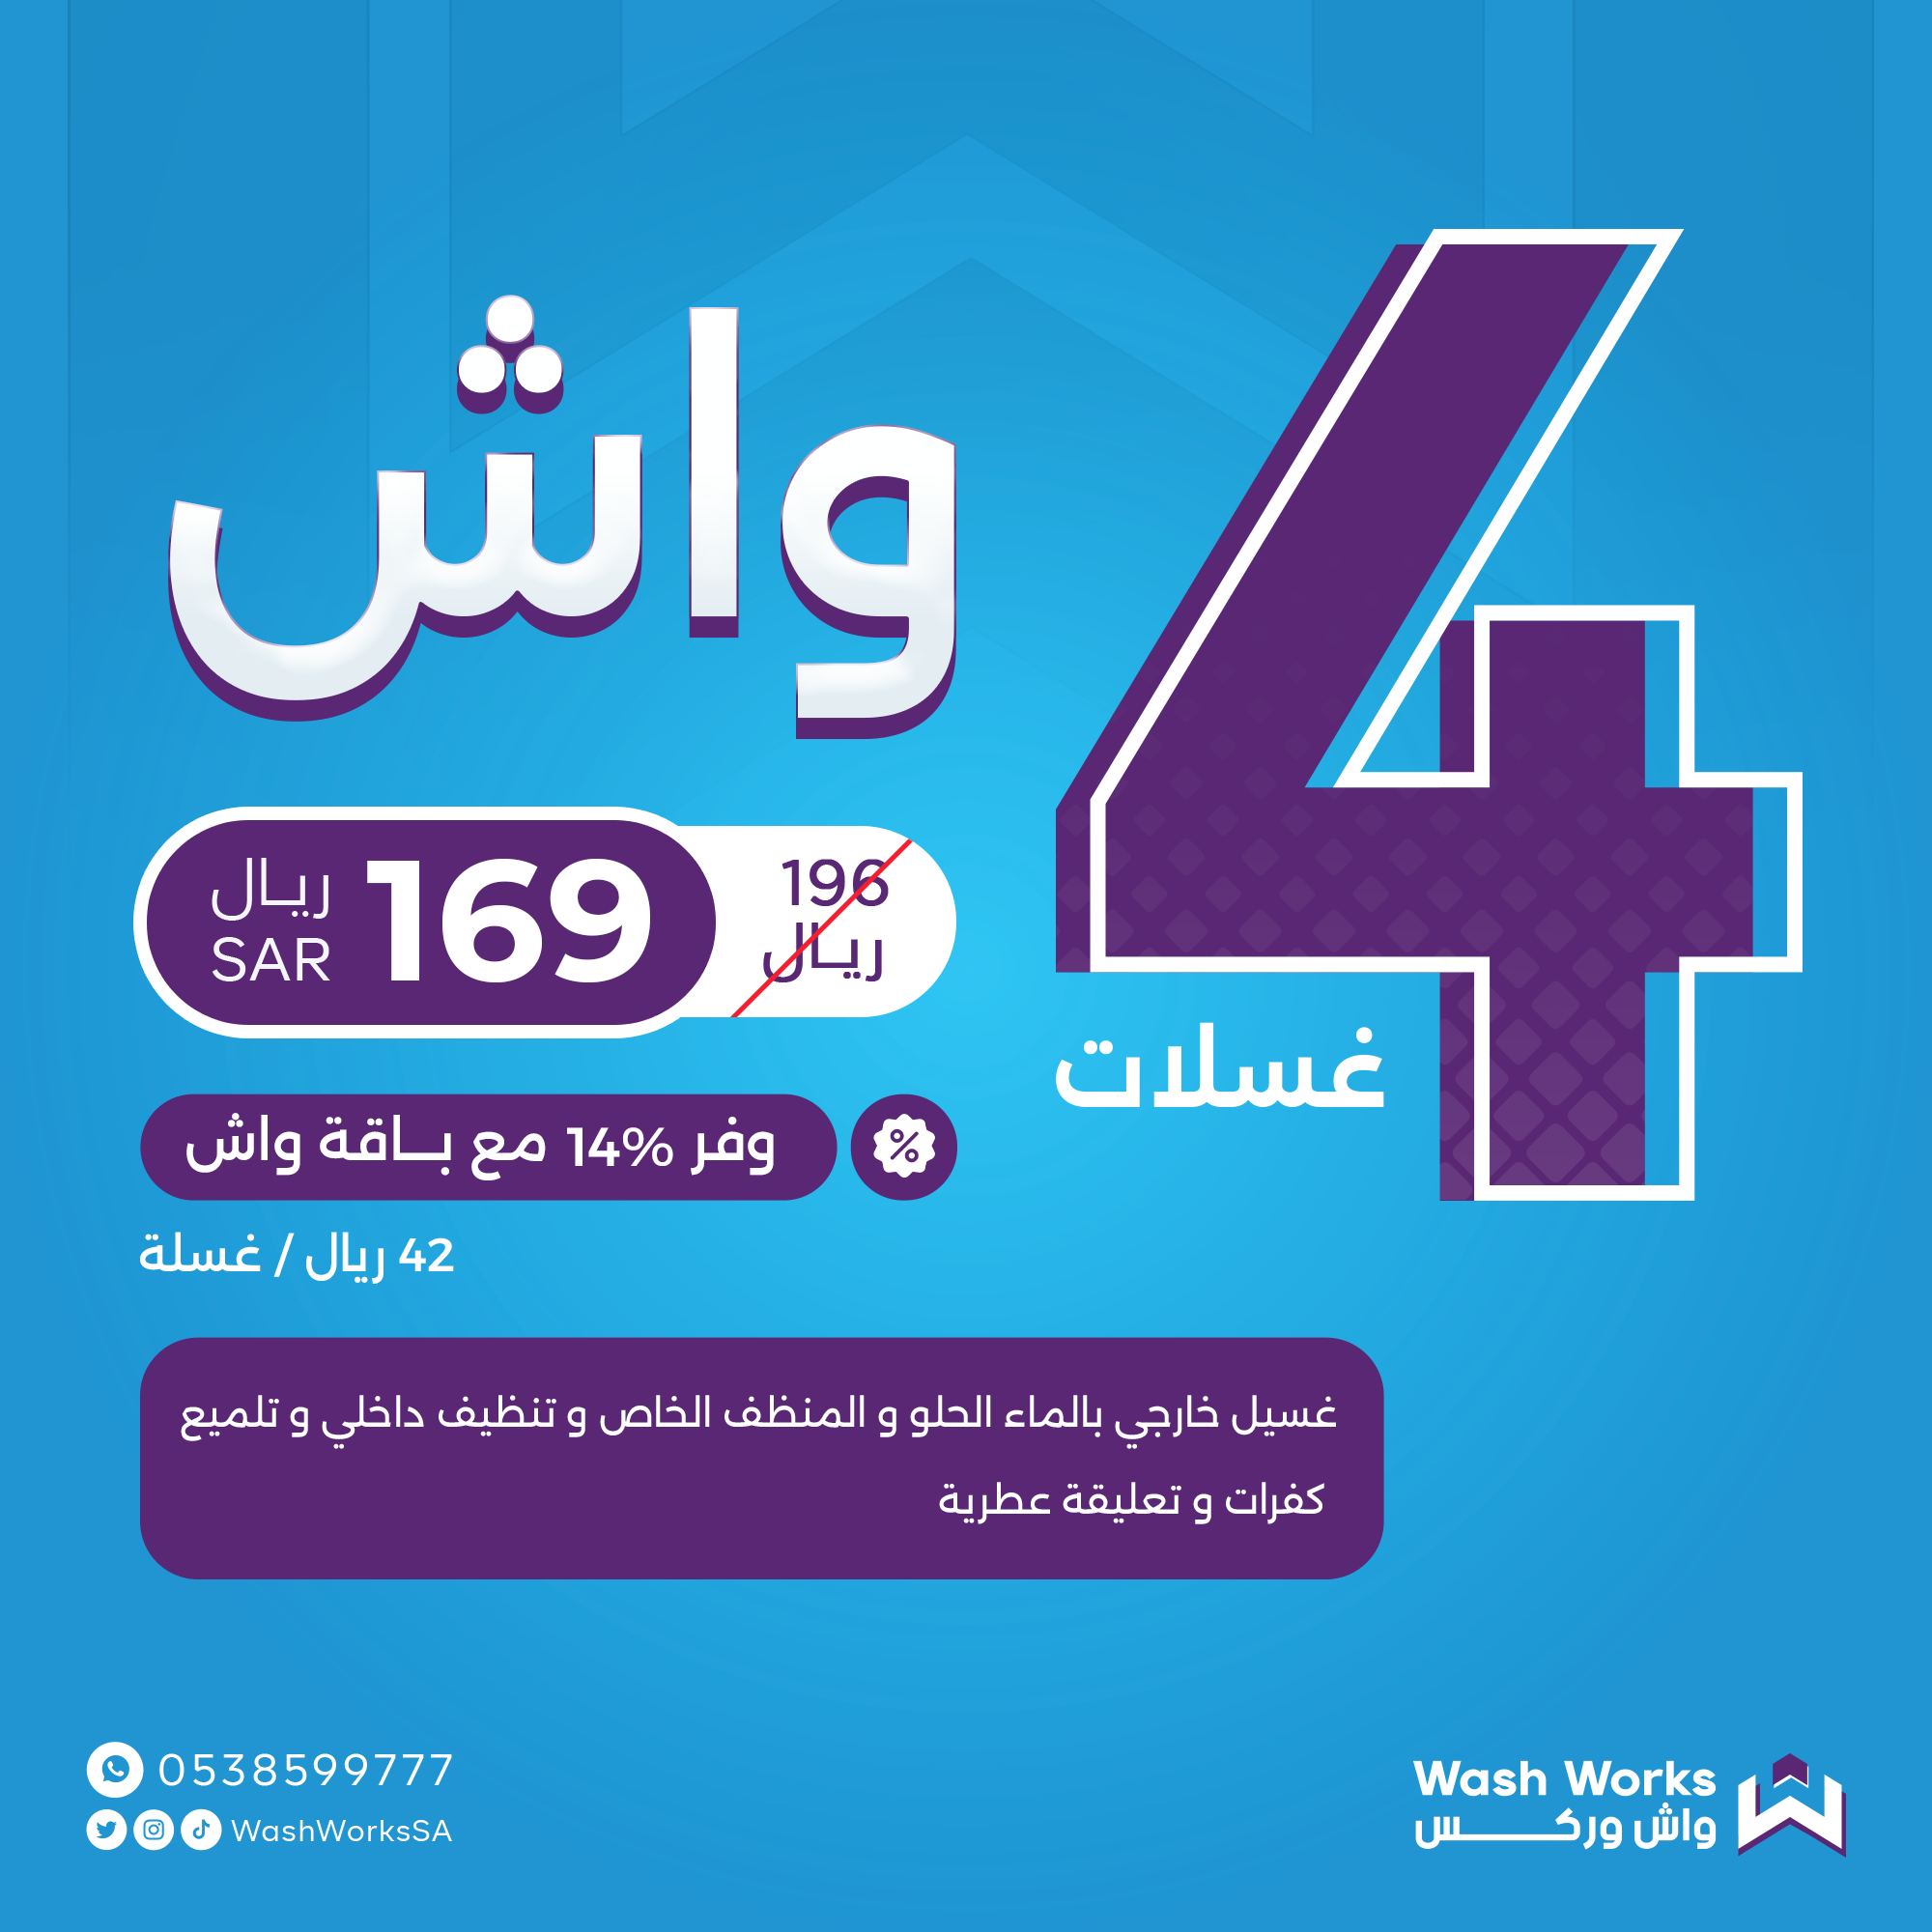 واش
4
غسلات
196
ريال
169
ريال
SAR
وفر 14% مع باقة واش
%
42 ريال / غسلة
غسيل خارجي بالماء الحلو و المنظف الخاص و تنظيف داخلي و تلميع
كفرات و تعليقة عطرية
0538599777
WashWorksSA
Wash Works
واش وركس